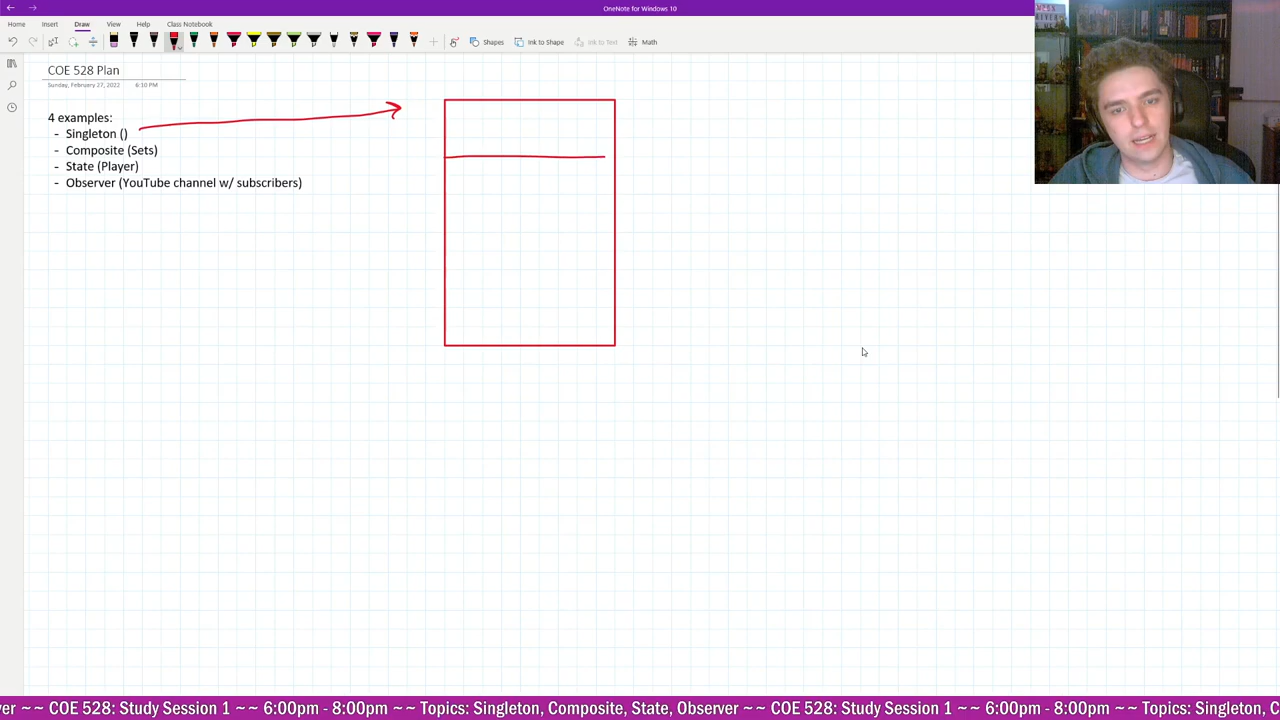 OneNote for Windows 10
Home Insert Draw View Help Class Notebook
Shapes Ink to Shape Ink to Text Math
COE 528 Plan
Sunday, February 27, 2022 6:10 PM
4 examples:
- Singleton ()
- Composite (Sets)
- State (Player)
- Observer (YouTube channel w/ subscribers)
ver ~~ COE 528: Study Session 1 ~~ 6:00pm - 8:00pm ~~ Topics: Singleton, Composite, State, Observer ~~ COE 528: Study Session 1 ~~ 6:00pm - 8:00pm ~~ Topics: Singleton, C